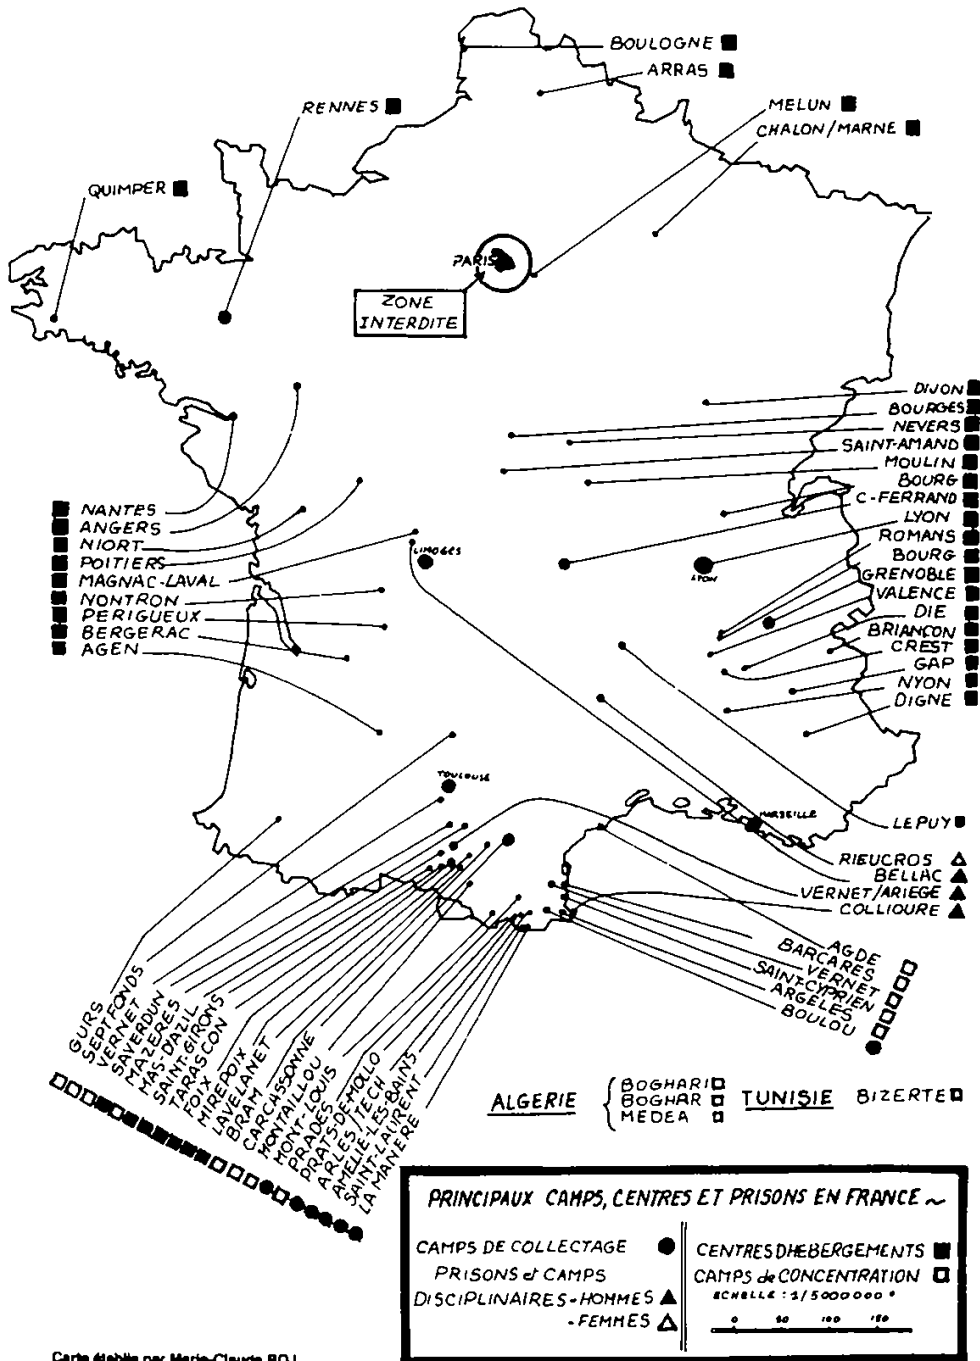 BOULOGNE
ARRAS
RENNES
MELUN
CHALON/MARNE
QUIMPER
PARIS
ZONE
INTERDITE
DIJON
BOURGES
NEVERS
SAINT-AMAND
MOULIN
BOURG
C-FERRAND
LYON
ROMANS
BOURG
GRENOBLE
VALENCE
DIE
BRIANCON
CREST
GAP
NYON
DIGNE
NANTES
ANGERS
NIORT
POITIERS
MAGNAC-LAVAL
NONTRON
PERIGUEUX
BERGERAC
AGEN
LIMOGES
LYON
TOULOUSE
MARSEILLE
LEPUY
RIEUCROS
BELLAC
VERNET/ARIEGE
COLLIOURE
AGDE
BARCARES
VERNET
SAINT-CYPRIEN
ARGELES
BOULOU
GURS
SEPTFONDS
VERNET
SAVERDUN
MAZERES
MAS-D'AZIL
SAINT-GIRONS
TARASCON
FOIX
MIREPOIX
LAVELANET
BRAM
CARCASSONNE
MONTAILLOU
MONT-LOUIS
PRADES
PRATS-DE-MOLLO
ARLES/TECH
AMELIE-LES-BAINS
SAINT-LAURENT
LA MANERE
ALGERIE
BOGHARI
BOGHAR
MEDEA
TUNISIE
BIZERTE
PRINCIPAUX CAMPS, CENTRES ET PRISONS EN FRANCE ~
CAMPS DE COLLECTAGE
PRISONS et CAMPS
DISCIPLINAIRES-HOMMES
-FEMMES
CENTRES D'HEBERGEMENTS
CAMPS de CONCENTRATION
ECHELLE : 1/5000000 e
0 50 100 150
Carte établie par Marie-Claude